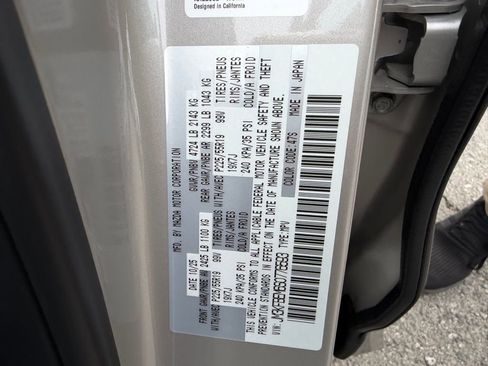 Designed in California
MFD. BY MAZDA MOTOR CORPORATION
DATE: 10/25 GVWR/PNBV 4724 LB 2143 KG
FRONT GAWR/PNBE AV 2425 LB 1100 KG REAR GAWR/PNBE AR 2299 LB 1043 KG
WITH/AVEC P225/55R19 99V TIRES/PNEUS WITH/AVEC P225/55R19 99V TIRES/PNEUS
19X7J RIMS/JANTES 19X7J RIMS/JANTES
240 KPA/35 PSI COLD/A FROID 240 KPA/35 PSI COLD/A FROID
THIS VEHICLE CONFORMS TO ALL APPLICABLE FEDERAL MOTOR VEHICLE SAFETY AND THEFT
PREVENTION STANDARDS IN EFFECT ON THE DATE OF MANUFACTURE SHOWN ABOVE.
COLOR CODE:47S MADE IN JAPAN
VIN: TYPE:MPV